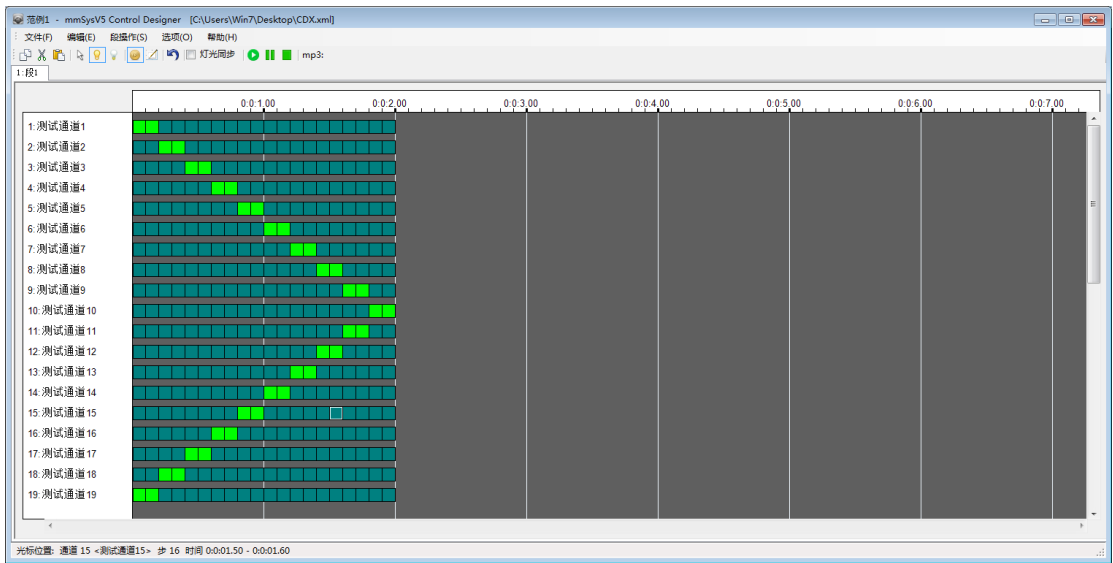 范例1 - mmSysV5 Control Designer [C:\Users\Win7\Desktop\CDX.xml]
文件(F) 编辑(E) 段操作(S) 选项(O) 帮助(H)
灯光同步 mp3:
1:段1
0:0:1.00 0:0:2.00 0:0:3.00 0:0:4.00 0:0:5.00 0:0:6.00 0:0:7.00
1:测试通道1
2:测试通道2
3:测试通道3
4:测试通道4
5:测试通道5
6:测试通道6
7:测试通道7
8:测试通道8
9:测试通道9
10:测试通道10
11:测试通道11
12:测试通道12
13:测试通道13
14:测试通道14
15:测试通道15
16:测试通道16
17:测试通道17
18:测试通道18
19:测试通道19
光标位置: 通道 15 <测试通道15> 步 16 时间 0:0:01.50 - 0:0:01.60